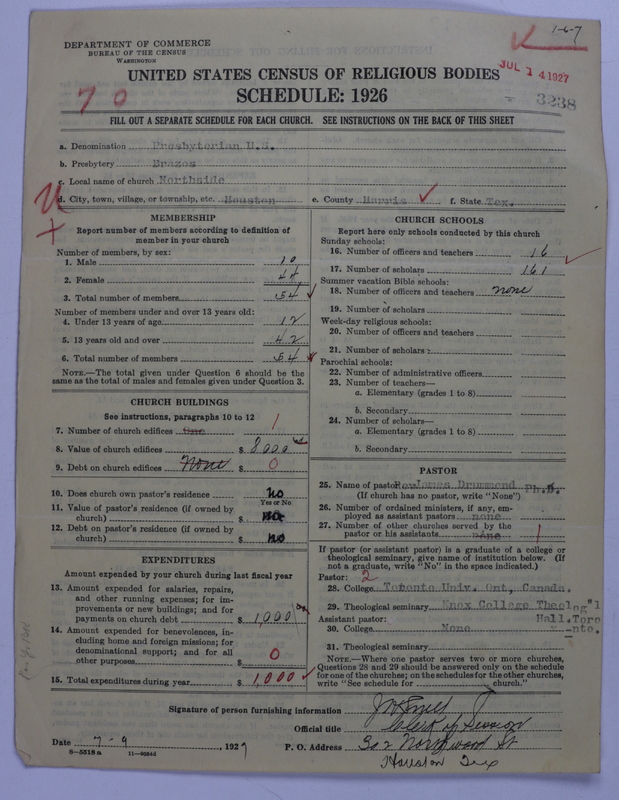 1-6-7
DEPARTMENT OF COMMERCE
BUREAU OF THE CENSUS
WASHINGTON
JUL 14 1927
UNITED STATES CENSUS OF RELIGIOUS BODIES
SCHEDULE: 1926
70
3238
FILL OUT A SEPARATE SCHEDULE FOR EACH CHURCH. SEE INSTRUCTIONS ON THE BACK OF THIS SHEET
a. Denomination Presbyterian U.S.
b. Presbytery Brazos
c. Local name of church Northside
d. City, town, village, or township, etc. Houston e. County Harris f. State Tex.
MEMBERSHIP
Report number of members according to definition of member in your church
Number of members, by sex:
1. Male 10
2. Female 44
3. Total number of members 54
Number of members under and over 13 years old:
4. Under 13 years of age 12
5. 13 years old and over 42
6. Total number of members 54
NOTE.—The total given under Question 6 should be the same as the total of males and females given under Question 3.
CHURCH BUILDINGS
See instructions, paragraphs 10 to 12
7. Number of church edifices One 1
8. Value of church edifices $ 8000
9. Debt on church edifices None $ 0
10. Does church own pastor's residence no
Yes or No
11. Value of pastor's residence (if owned by church) $ no
12. Debt on pastor's residence (if owned by church) $ no
EXPENDITURES
Amount expended by your church during last fiscal year
13. Amount expended for salaries, repairs, and other running expenses; for improvements or new buildings; and for payments on church debt $ 1,000
14. Amount expended for benevolences, including home and foreign missions; for denominational support; and for all other purposes $ 0
15. Total expenditures during year $ 1,000
CHURCH SCHOOLS
Report here only schools conducted by this church
Sunday schools:
16. Number of officers and teachers 16
17. Number of scholars 161
Summer vacation Bible schools:
18. Number of officers and teachers none
19. Number of scholars
Week-day religious schools:
20. Number of officers and teachers
21. Number of scholars
Parochial schools:
22. Number of administrative officers
23. Number of teachers—
a. Elementary (grades 1 to 8)
b. Secondary
24. Number of scholars—
a. Elementary (grades 1 to 8)
b. Secondary
PASTOR
25. Name of pastor Rev James Drummond Ph.D.
(If church has no pastor, write "None")
26. Number of ordained ministers, if any, employed as assistant pastors none
27. Number of other churches served by the pastor or his assistants none 1
If pastor (or assistant pastor) is a graduate of a college or theological seminary, give name of institution below. (If not a graduate, write "No" in the space indicated.)
Pastor: 2
28. College Toronto Univ. Ont, Canada.
29. Theological seminary Knox College Theolog'l
Assistant pastor: Hall. Toro
30. College None x--nto.
31. Theological seminary
NOTE.—Where one pastor serves two or more churches, Questions 28 and 29 should be answered only on the schedule for one of the churches; on the schedules for the other churches, write "See schedule for church."
Signature of person furnishing information
Official title Clerk of Session
Date 7-9, 1927 P. O. Address 302 Northwood St
8-5518a
Houston Tex